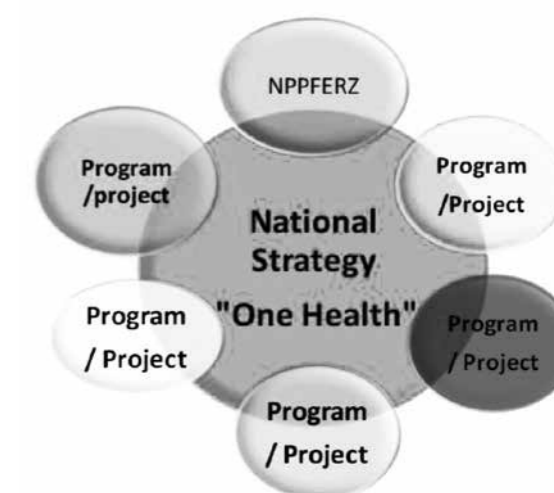 NPPFERZ
Program
/project
Program
/Project
National
Strategy
"One Health"
Program
/ Project
Program
/ Project
Program
/ Project